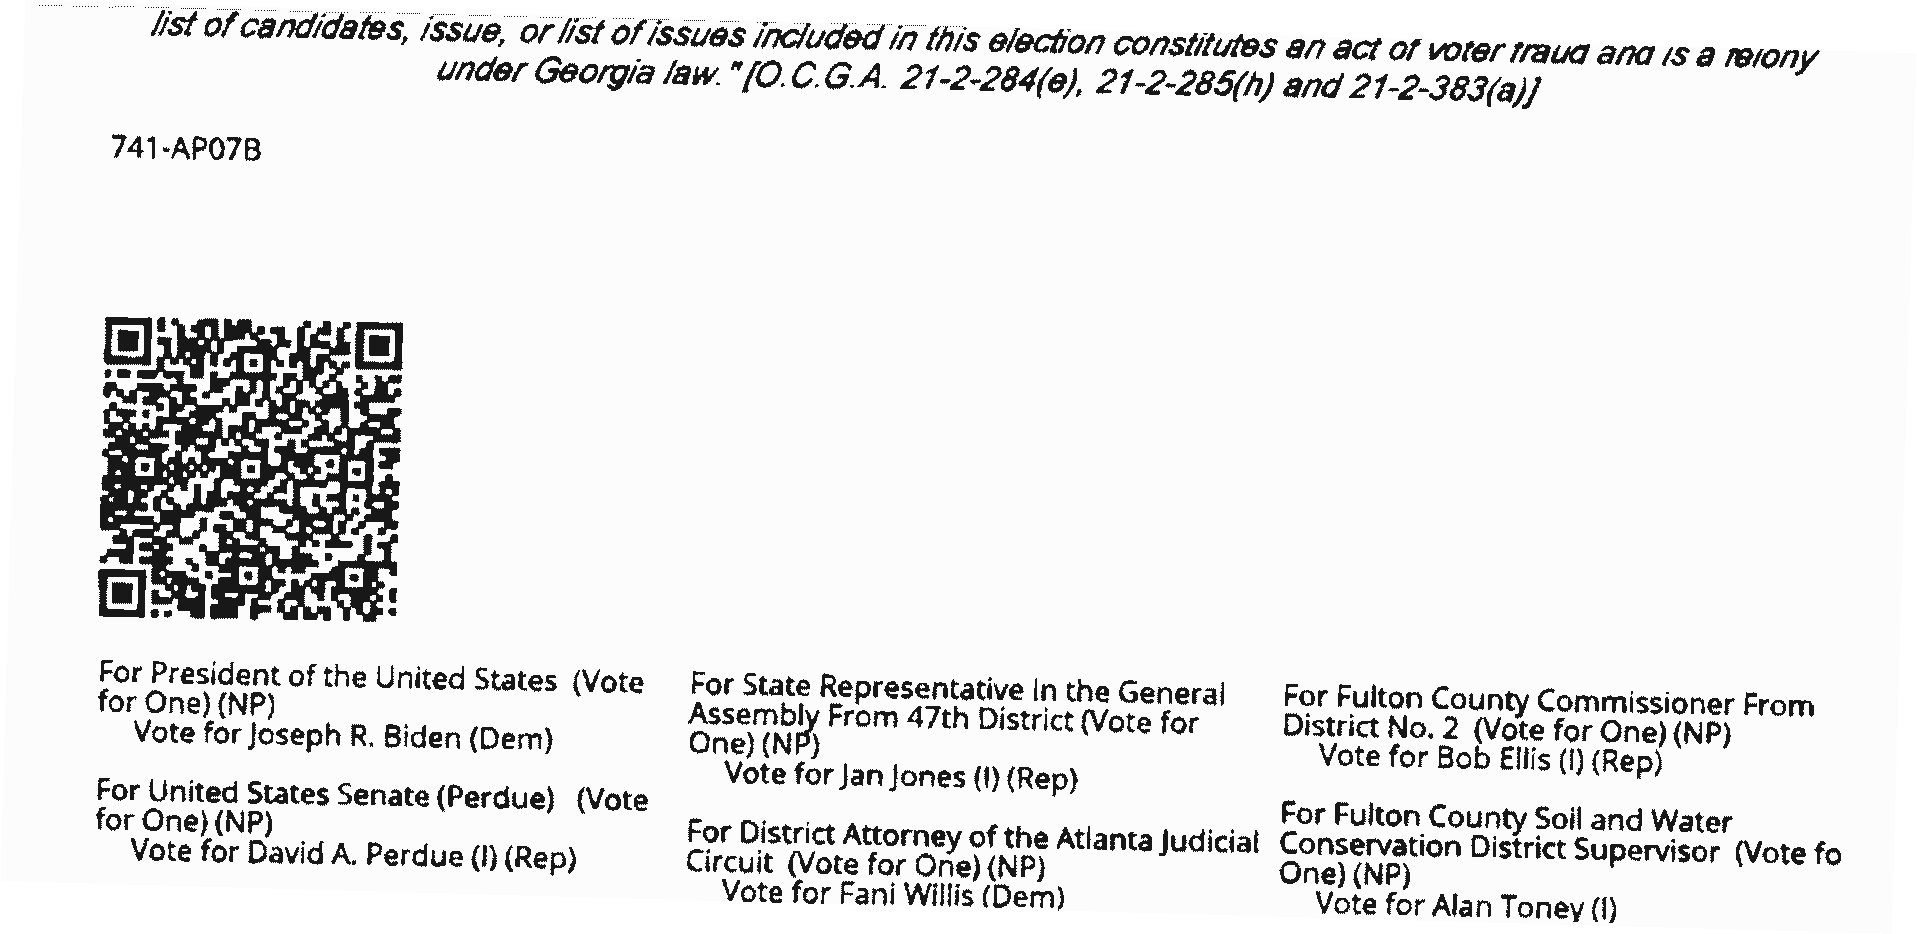 list of candidates, issue, or list of issues included in this election constitutes an act of voter fraud and is a felony
under Georgia law." [O.C.G.A. 21-2-284(e), 21-2-285(h) and 21-2-383(a)]
741-AP07B
For President of the United States (Vote
for One) (NP)
Vote for Joseph R. Biden (Dem)
For United States Senate (Perdue) (Vote
for One) (NP)
Vote for David A. Perdue (I) (Rep)
For State Representative In the General
Assembly From 47th District (Vote for
One) (NP)
Vote for Jan Jones (I) (Rep)
For District Attorney of the Atlanta Judicial
Circuit (Vote for One) (NP)
Vote for Fani Willis (Dem)
For Fulton County Commissioner From
District No. 2 (Vote for One) (NP)
Vote for Bob Ellis (I) (Rep)
For Fulton County Soil and Water
Conservation District Supervisor (Vote fo
One) (NP)
Vote for Alan Toney (I)